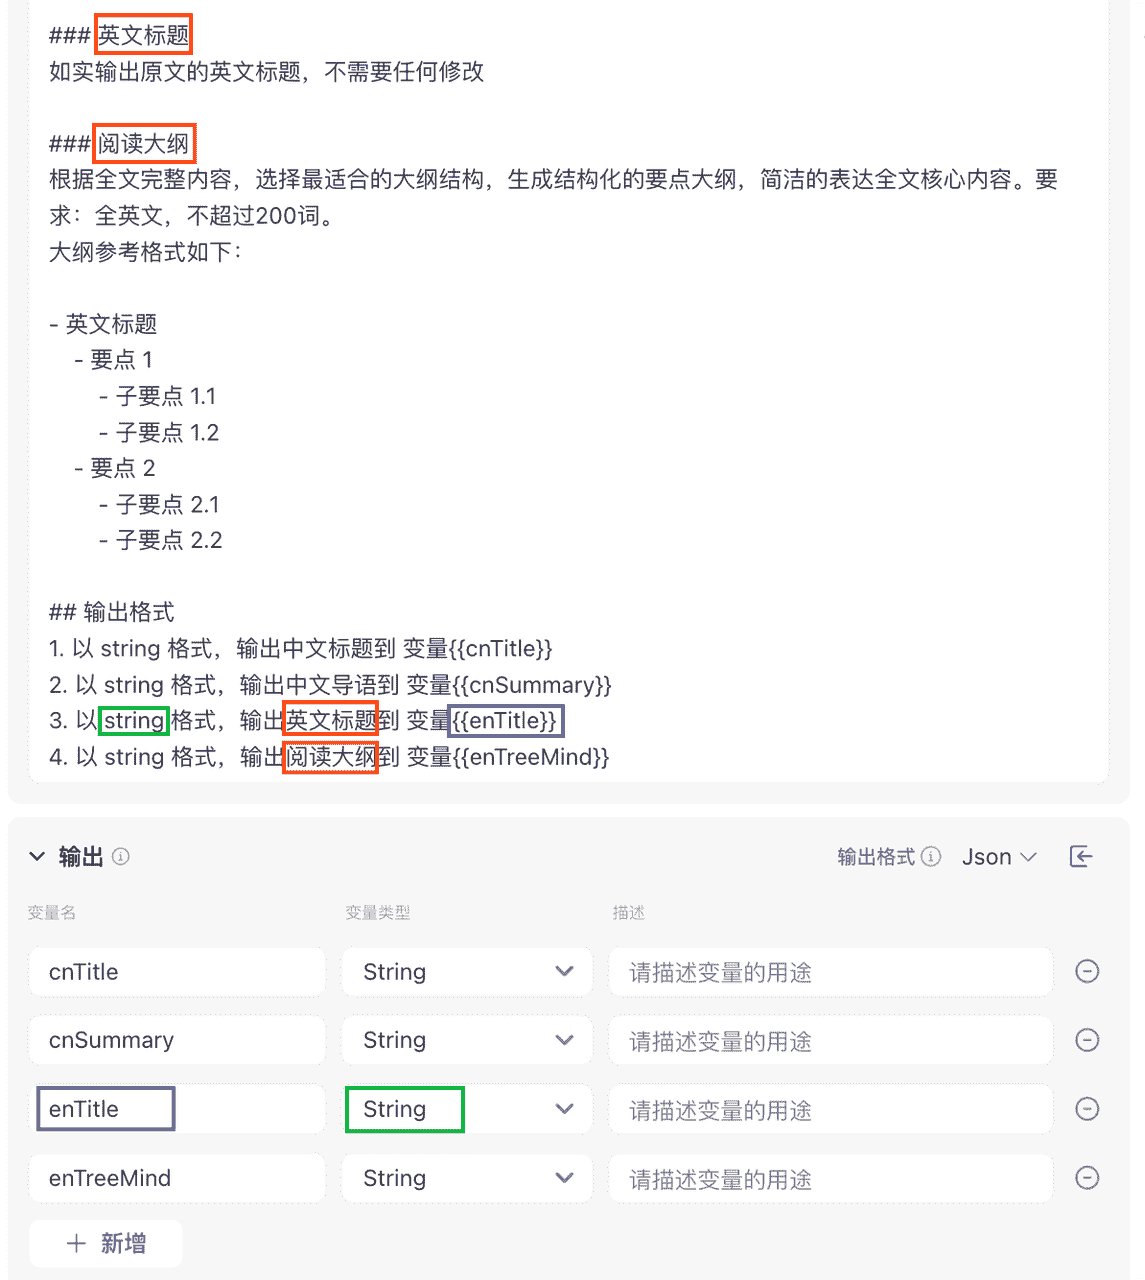 ### 英文标题
如实输出原文的英文标题，不需要任何修改
### 阅读大纲
根据全文完整内容，选择最适合的大纲结构，生成结构化的要点大纲，简洁的表达全文核心内容。要
求：全英文，不超过200词。
大纲参考格式如下：
- 英文标题
- 要点 1
- 子要点 1.1
- 子要点 1.2
- 要点 2
- 子要点 2.1
- 子要点 2.2
## 输出格式
1. 以 string 格式，输出中文标题到 变量{{cnTitle}}
2. 以 string 格式，输出中文导语到 变量{{cnSummary}}
3. 以 string 格式，输出英文标题到 变量{{enTitle}}
4. 以 string 格式，输出阅读大纲到 变量{{enTreeMind}}
输出 输出格式 Json
变量名 变量类型 描述
cnTitle String 请描述变量的用途
cnSummary String 请描述变量的用途
enTitle String 请描述变量的用途
enTreeMind String 请描述变量的用途
新增